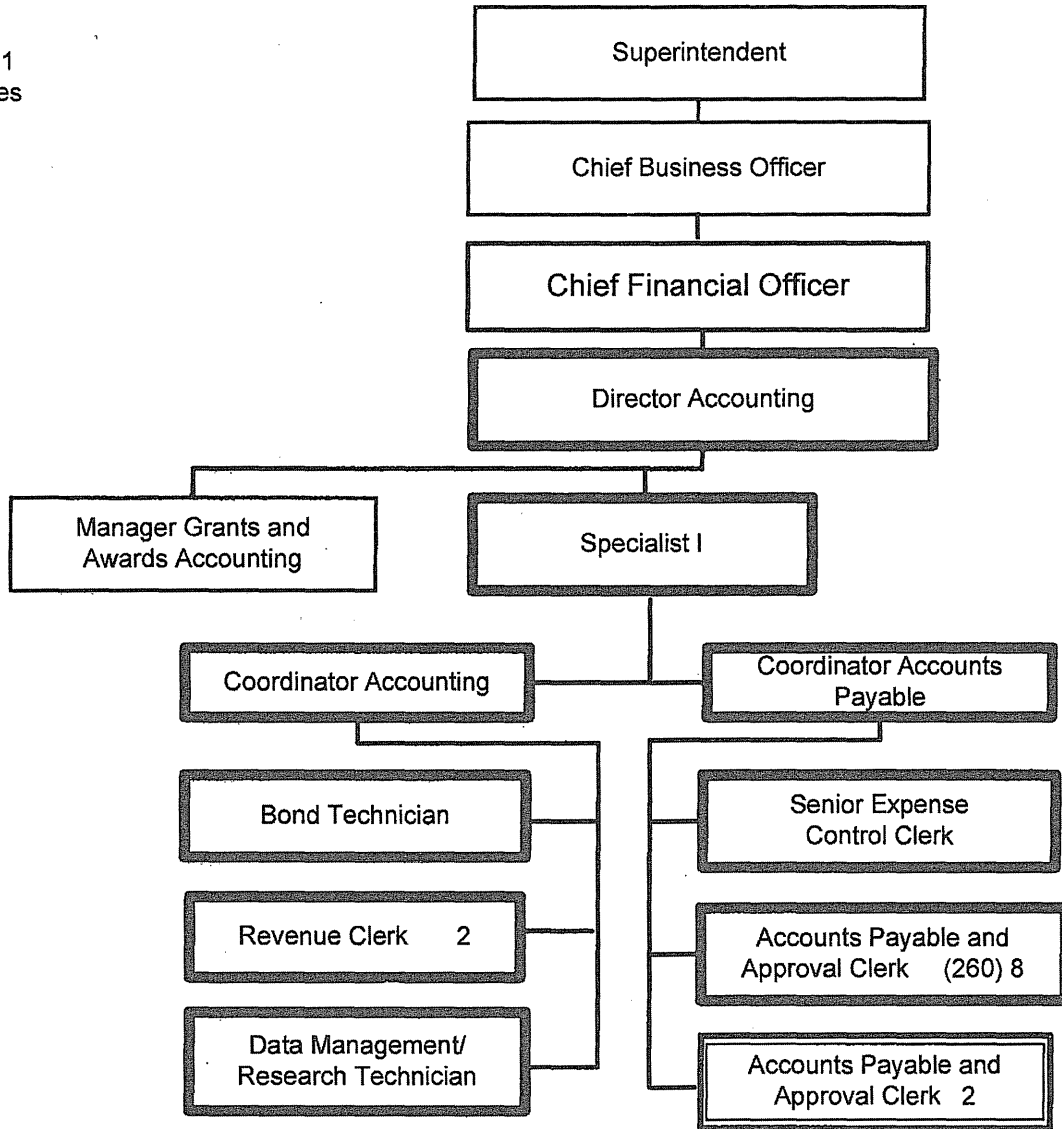 1
es
Superintendent
Chief Business Officer
Chief Financial Officer
Director Accounting
Manager Grants and
Awards Accounting
Specialist I
Coordinator Accounting
Coordinator Accounts
Payable
Bond Technician
Senior Expense
Control Clerk
Revenue Clerk 2
Accounts Payable and
Approval Clerk (260) 8
Data Management/
Research Technician
Accounts Payable and
Approval Clerk 2